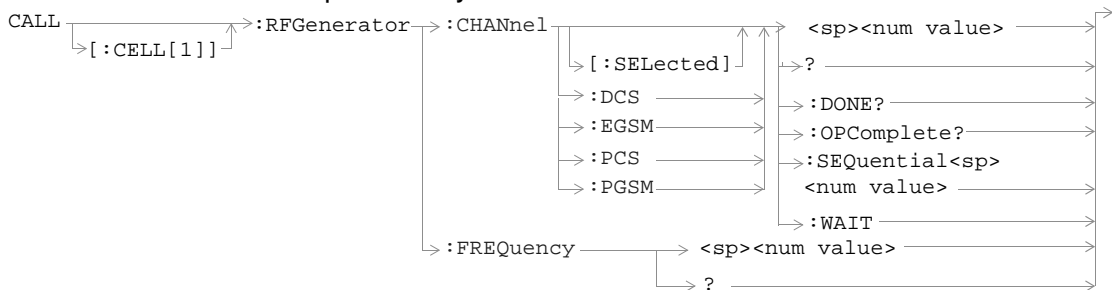 CALL :RFGenerator :CHANnel <sp><num value>
[:CELL[1]]
[:SELected] ?
:DCS :DONE?
:EGSM :OPComplete?
:PCS :SEQuential<sp>
:PGSM <num value>
:WAIT
:FREQuency <sp><num value>
?